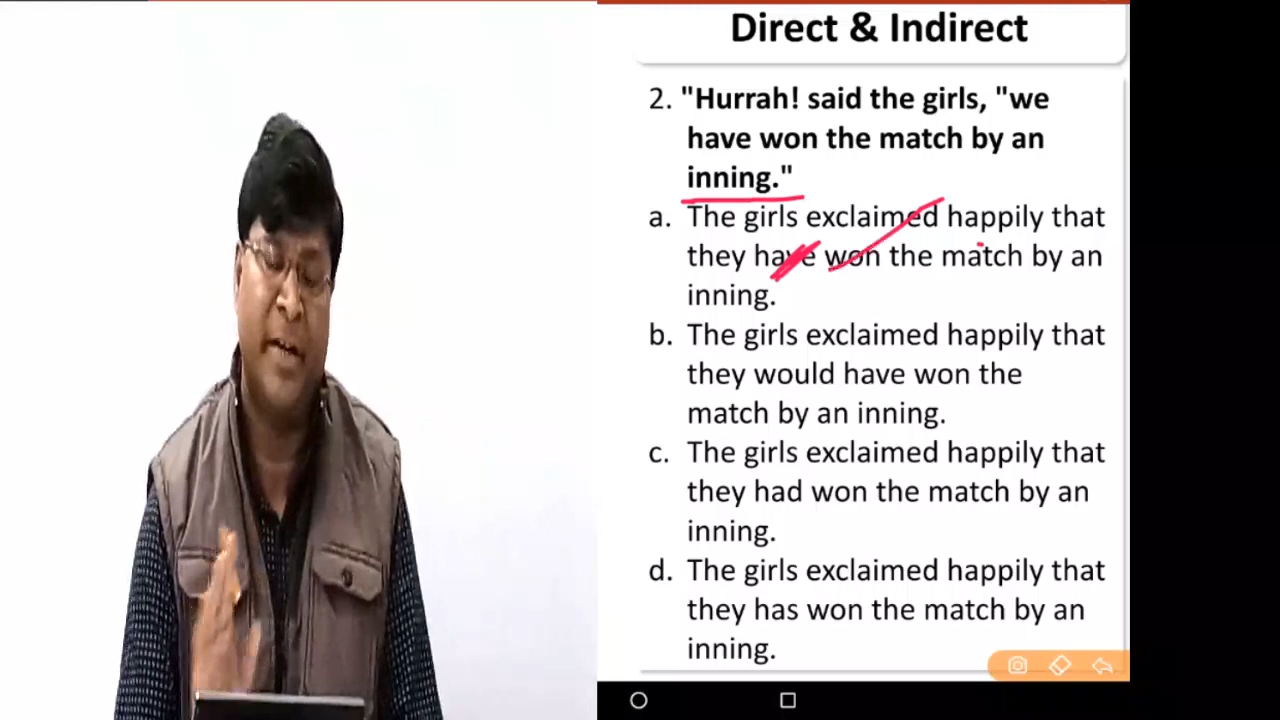 Direct & Indirect
2. "Hurrah! said the girls, "we
have won the match by an
inning."
a. The girls exclaimed happily that
they have won the match by an
inning.
b. The girls exclaimed happily that
they would have won the
match by an inning.
c. The girls exclaimed happily that
they had won the match by an
inning.
d. The girls exclaimed happily that
they has won the match by an
inning.